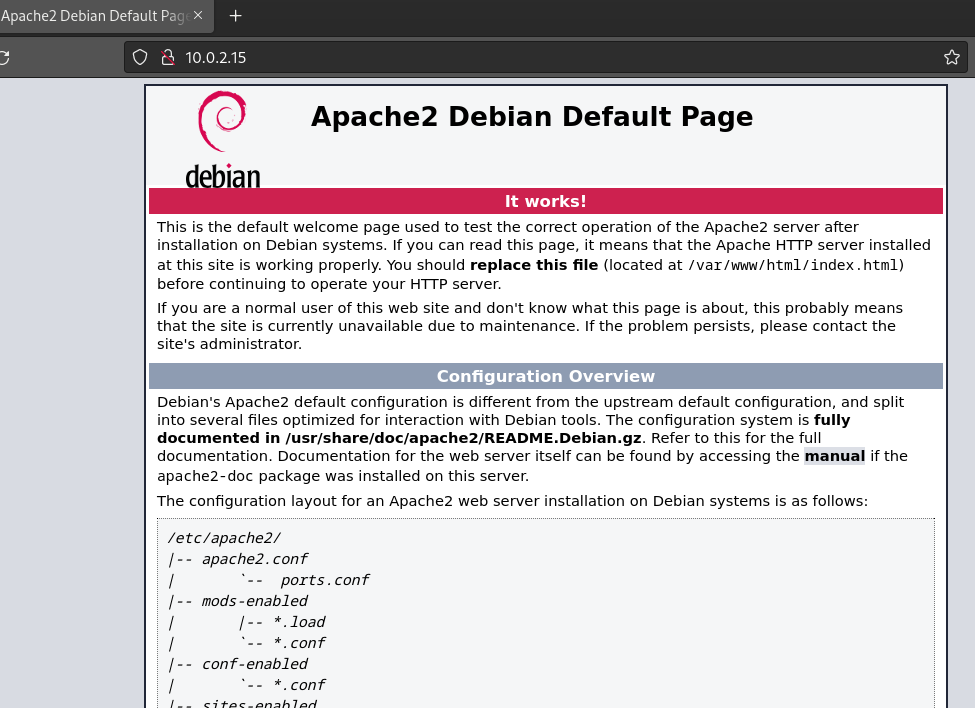 Apache2 Debian Default Page
10.0.2.15
debian
Apache2 Debian Default Page
It works!
This is the default welcome page used to test the correct operation of the Apache2 server after
installation on Debian systems. If you can read this page, it means that the Apache HTTP server installed
at this site is working properly. You should replace this file (located at /var/www/html/index.html)
before continuing to operate your HTTP server.
If you are a normal user of this web site and don't know what this page is about, this probably means
that the site is currently unavailable due to maintenance. If the problem persists, please contact the
site's administrator.
Configuration Overview
Debian's Apache2 default configuration is different from the upstream default configuration, and split
into several files optimized for interaction with Debian tools. The configuration system is fully
documented in /usr/share/doc/apache2/README.Debian.gz. Refer to this for the full
documentation. Documentation for the web server itself can be found by accessing the manual if the
apache2-doc package was installed on this server.
The configuration layout for an Apache2 web server installation on Debian systems is as follows:
/etc/apache2/
|-- apache2.conf
|       `--  ports.conf
|-- mods-enabled
|       |-- *.load
|       `-- *.conf
|-- conf-enabled
|       `-- *.conf
|-- sites-enabled